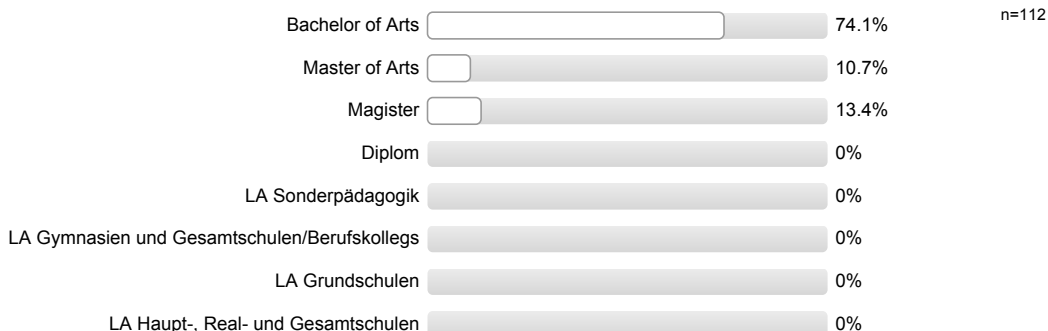 Bachelor of Arts 74.1% n=112
Master of Arts 10.7%
Magister 13.4%
Diplom 0%
LA Sonderpädagogik 0%
LA Gymnasien und Gesamtschulen/Berufskollegs 0%
LA Grundschulen 0%
LA Haupt-, Real- und Gesamtschulen 0%